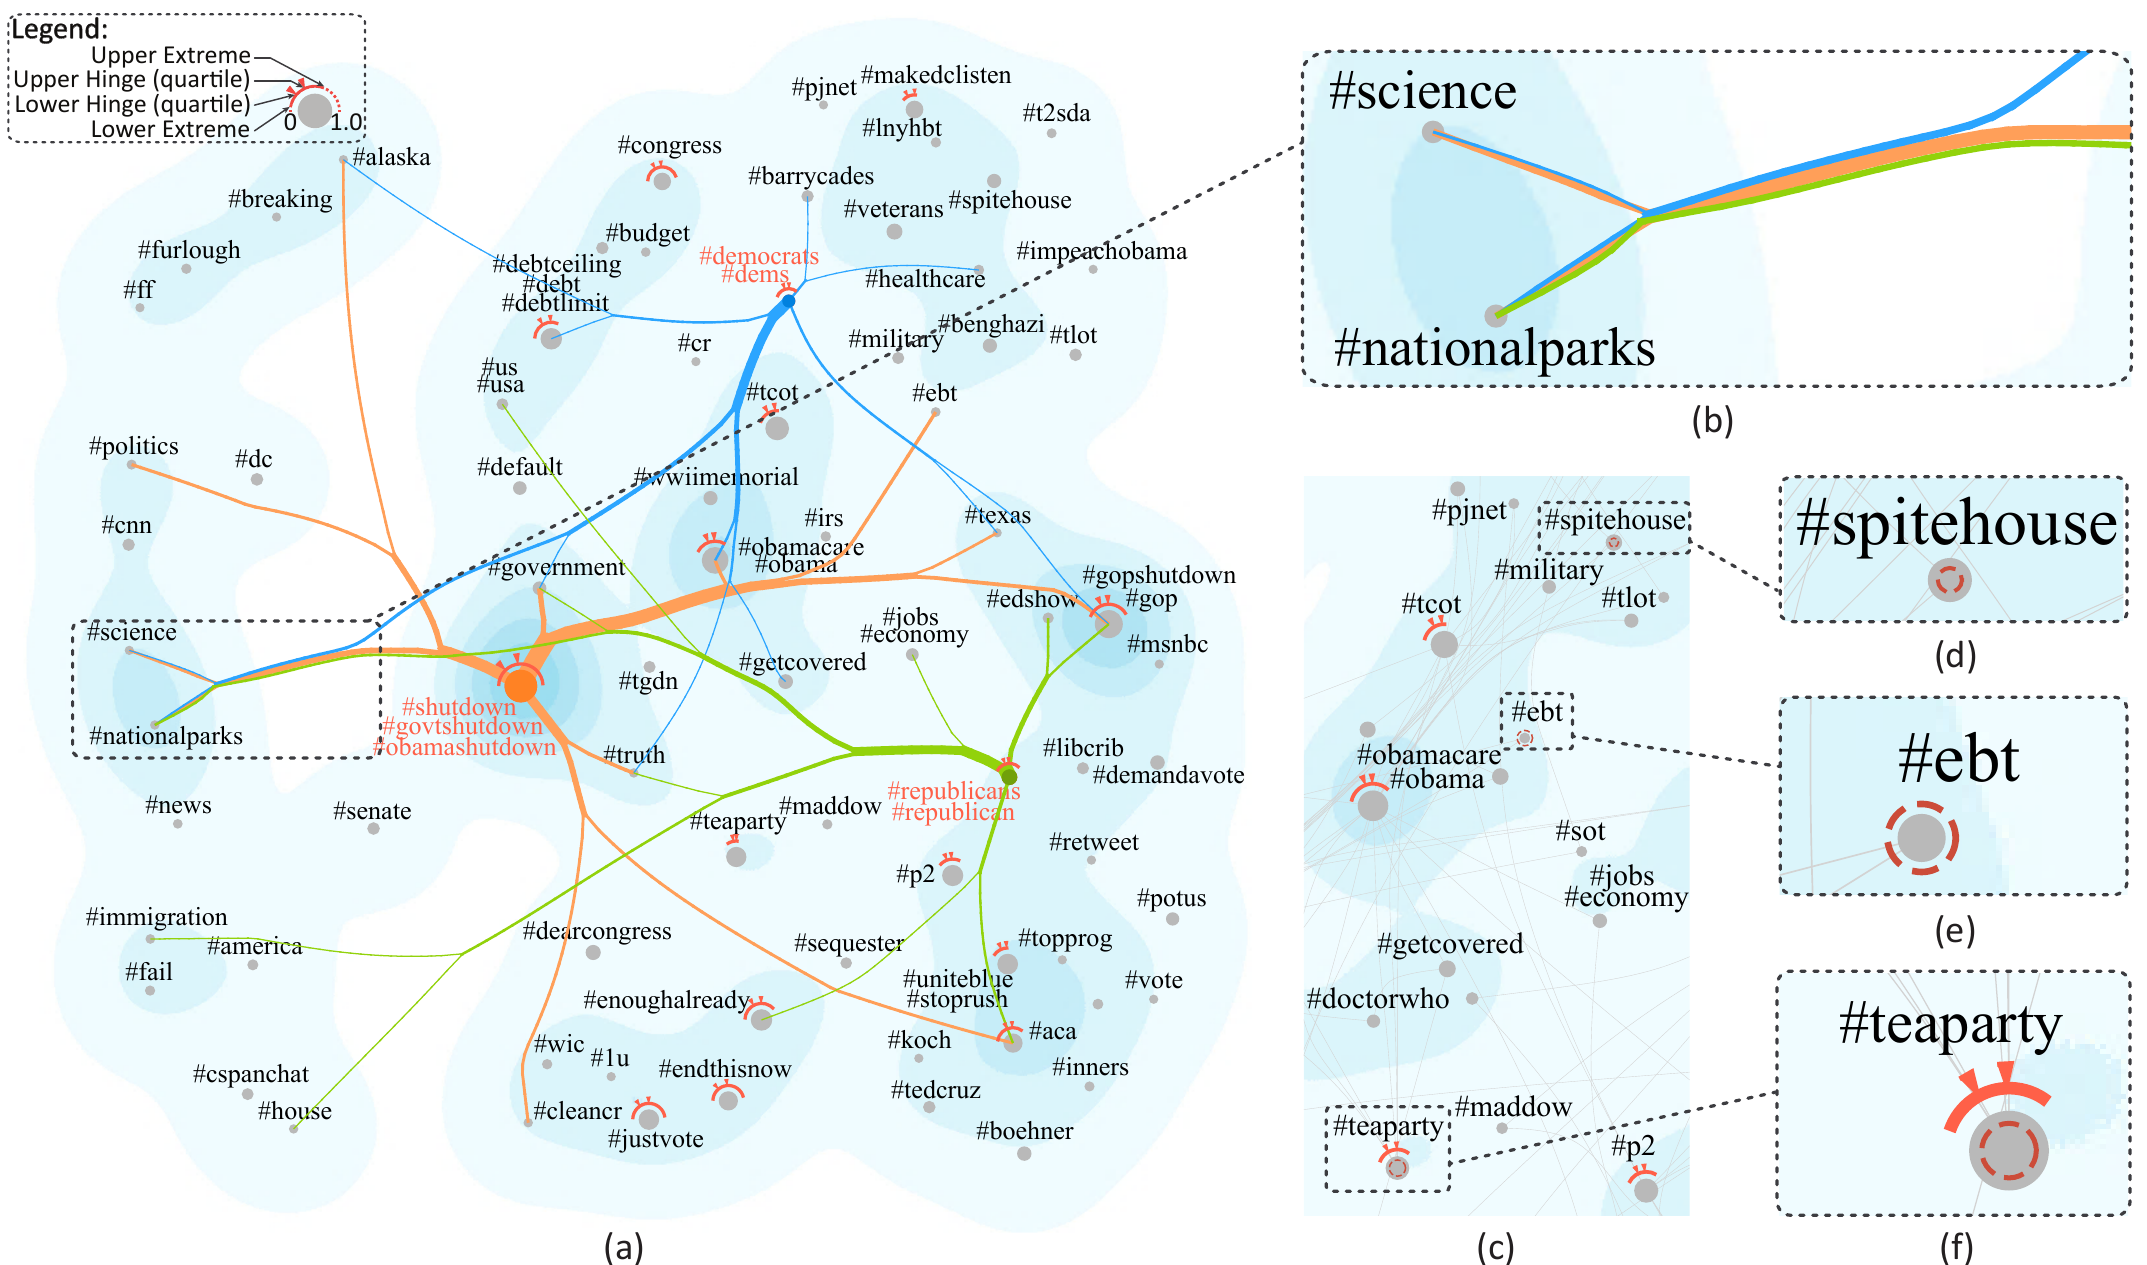 Legend:
Upper Extreme
Upper Hinge (quartile)
Lower Hinge (quartile)
Lower Extreme
0 1.0
#alaska
#breaking
#furlough
#ff
#congress
#budget
#debtceiling
#debt
#debtlimit
#us
#usa
#default
#cr
#pjnet
#makedclisten
#lnyhbt
#t2sda
#barrycades
#veterans
#spitehouse
#democrats
#dems
#healthcare
#impeachobama
#military
#benghazi
#tlot
#tcot
#ebt
#politics
#dc
#cnn
#wwiimemorial
#irs
#texas
#obamacare
#obama
#government
#gopshutdown
#gop
#edshow
#msnbc
#jobs
#economy
#science
#nationalparks
#getcovered
#tgdn
#shutdown
#govtshutdown
#obamashutdown
#truth
#libcrib
#demandavote
#republicans
#republican
#news
#senate
#maddow
#teaparty
#retweet
#p2
#potus
#immigration
#america
#fail
#dearcongress
#sequester
#topprog
#uniteblue
#stoprush
#vote
#enoughalready
#wic
#1u
#endthisnow
#koch
#aca
#inners
#cspanchat
#house
#cleancr
#justvote
#tedcruz
#boehner
(a)
#science
#nationalparks
(b)
#pjnet
#spitehouse
#military
#tcot
#tlot
#ebt
#obamacare
#obama
#sot
#jobs
#economy
#getcovered
#doctorwho
#maddow
#teaparty
#p2
(c)
#spitehouse
(d)
#ebt
(e)
#teaparty
(f)